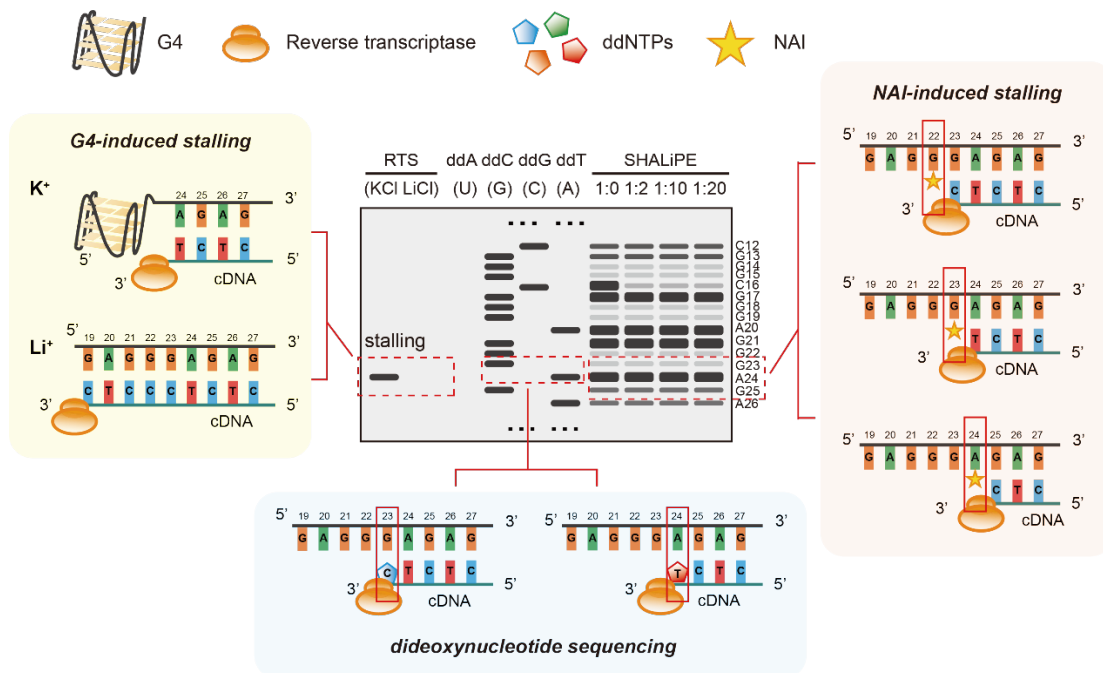 G4
Reverse transcriptase
ddNTPs
NAI
G4-induced stalling
K⁺
24 25 26 27
3'
A G A G
5'
T C T C
5'
3'
cDNA
5'
19 20 21 22 23 24 25 26 27
3'
Li⁺
G A G G G A G A G
C T C C C T C T C
3'
5'
cDNA
RTS
ddA ddC ddG ddT
SHALiPE
(KCl LiCl)
(U) (G) (C) (A)
1:0 1:2 1:10 1:20
... ...
stalling
C12
G13
G14
G15
C16
G17
G18
G19
A20
G21
G22
G23
A24
G25
A26
... ...
NAI-induced stalling
5'
19 20 21 22 23 24 25 26 27
3'
G A G G G A G A G
C T C T C
3'
5'
cDNA
5'
19 20 21 22 23 24 25 26 27
3'
G A G G G A G A G
T C T C
3'
5'
cDNA
5'
19 20 21 22 23 24 25 26 27
3'
G A G G G A G A G
C T C
3'
5'
cDNA
5'
19 20 21 22 23 24 25 26 27
3'
G A G G G A G A G
C T C T C
3'
5'
cDNA
5'
19 20 21 22 23 24 25 26 27
3'
G A G G G A G A G
T C T C
3'
5'
cDNA
dideoxynucleotide sequencing